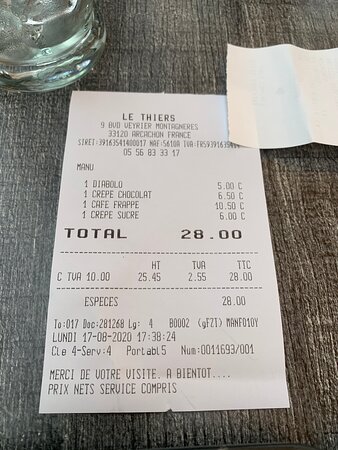 LE THIERS
9 BVD VEYRIER MONTAGNERES
33120 ARCACHON FRANCE
SIRET:39163541400017 NAF:5610A TVA:FR593916354
05 56 83 33 17
MANU
1 DIABOLO 5.00 C
1 CREPE CHOCOLAT 6.50 C
1 CAFE FRAPPE 10.50 C
1 CREPE SUCRE 6.00 C
TOTAL 28.00
HT TVA TTC
C TVA 10.00 25.45 2.55 28.00
ESPECES 28.00
To:017 Doc:281268 Lg: 4 B0002 (gF2T) MANF010Y
LUNDI 17-08-2020 17:38:24
Cle 4-Serv:4 Portabl5 Num:0011693/001
MERCI DE VOTRE VISITE. A BIENTOT....
PRIX NETS SERVICE COMPRIS